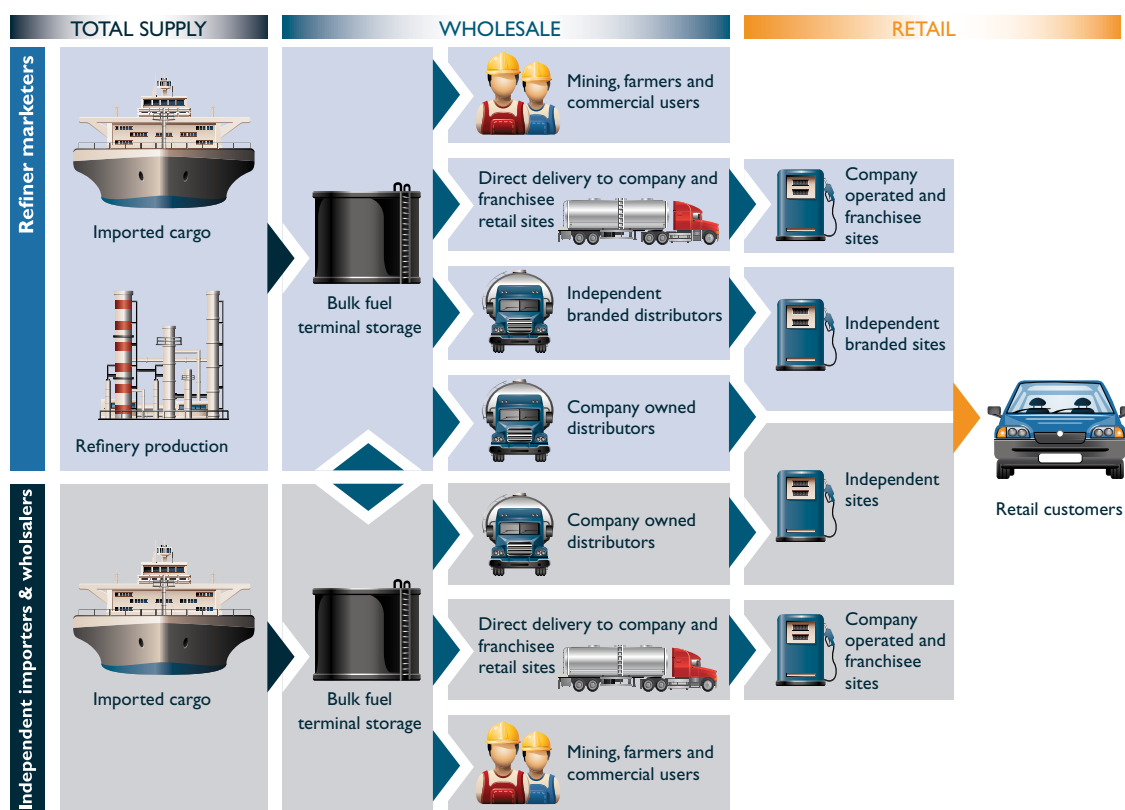 TOTAL SUPPLY
WHOLESALE
RETAIL
Refiner marketers
Imported cargo
Refinery production
Bulk fuel
terminal storage
Mining, farmers and
commercial users
Direct delivery to company and
franchisee
retail sites
Company
operated and
franchisee
sites
Independent
branded distributors
Independent
branded sites
Company owned
distributors
Retail customers
Independent importers & wholsalers
Imported cargo
Bulk fuel
terminal storage
Company owned
distributors
Independent
sites
Direct delivery to company and
franchisee
retail sites
Company
operated and
franchisee
sites
Mining, farmers and
commercial users